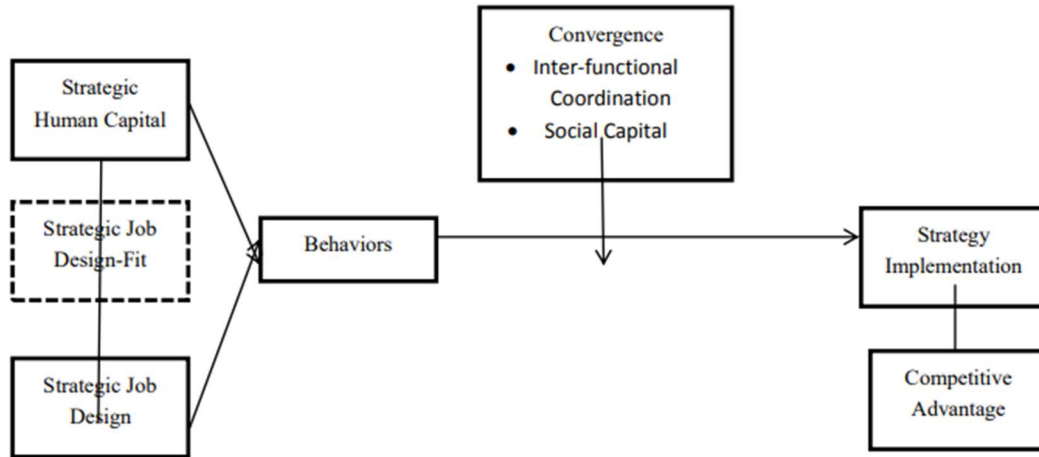 Strategic
Human Capital
Strategic Job
Design-Fit
Strategic Job
Design
Behaviors
Convergence
• Inter-functional
Coordination
• Social Capital
Strategy
Implementation
Competitive
Advantage